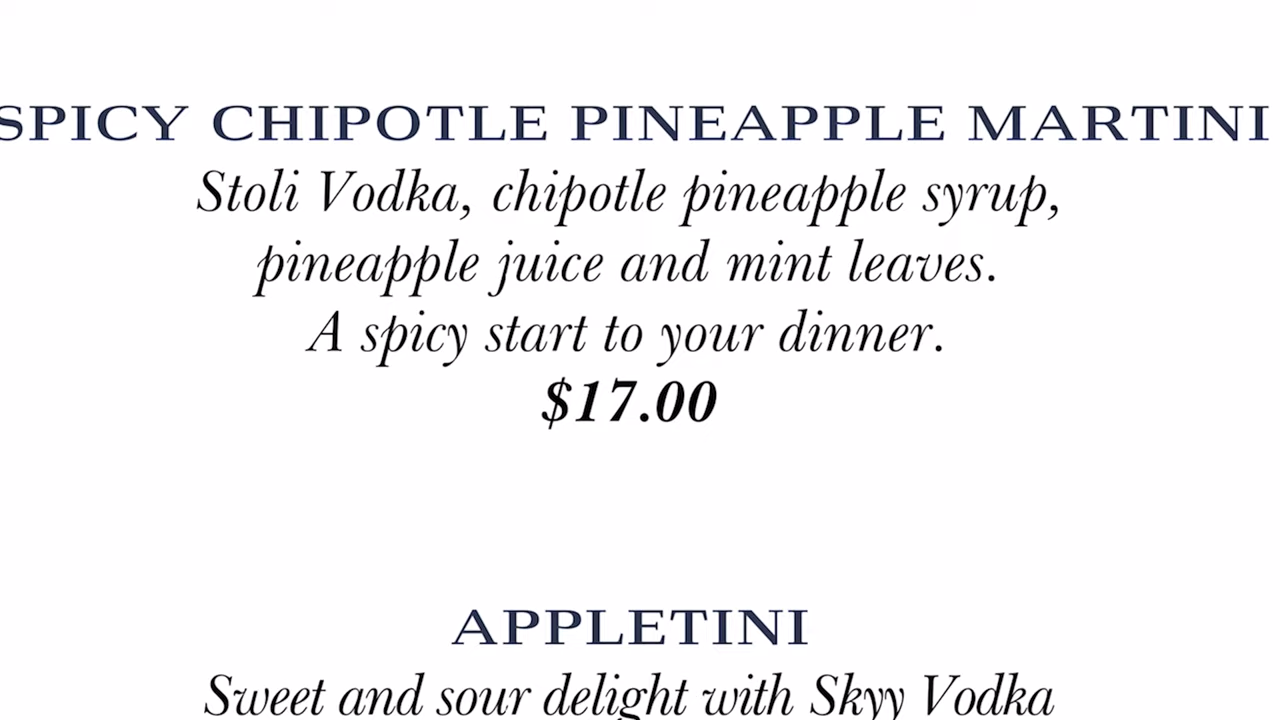 SPICY CHIPOTLE PINEAPPLE MARTINI
Stoli Vodka, chipotle pineapple syrup,
pineapple juice and mint leaves.
A spicy start to your dinner.
$17.00
APPLETINI
Sweet and sour delight with Skyy Vodka